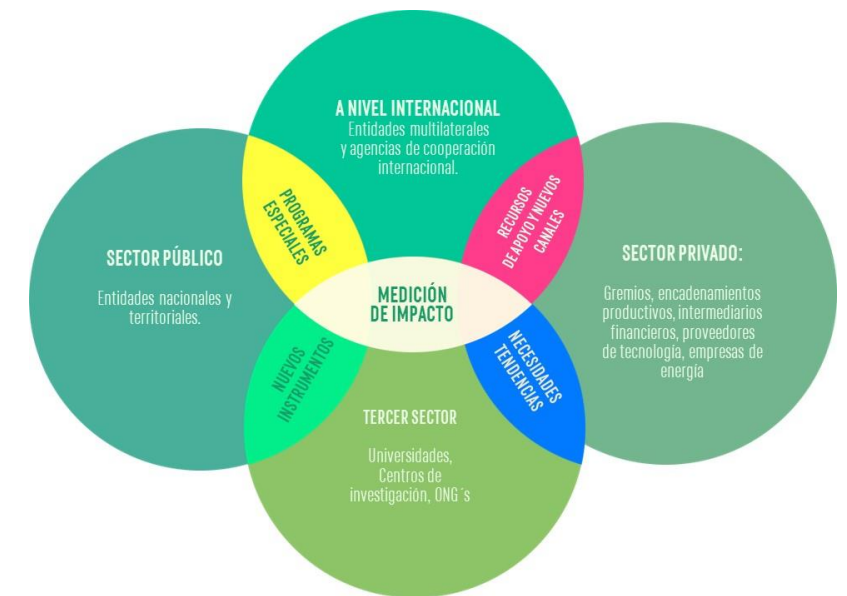 A NIVEL INTERNACIONAL
Entidades multilaterales
y agencias de cooperación
internacional.
PROGRAMAS
ESPECIALES
RECURSOS
DE APOYO Y NUEVOS
CANALES
SECTOR PÚBLICO
Entidades nacionales y
territoriales.
SECTOR PRIVADO:
Gremios, encadenamientos
productivos, intermediarios
financieros, proveedores
de tecnología, empresas de
energía
MEDICIÓN
DE IMPACTO
NUEVOS
INSTRUMENTOS
NECESIDADES
TENDENCIAS
TERCER SECTOR
Universidades,
Centros de
investigación, ONG´s